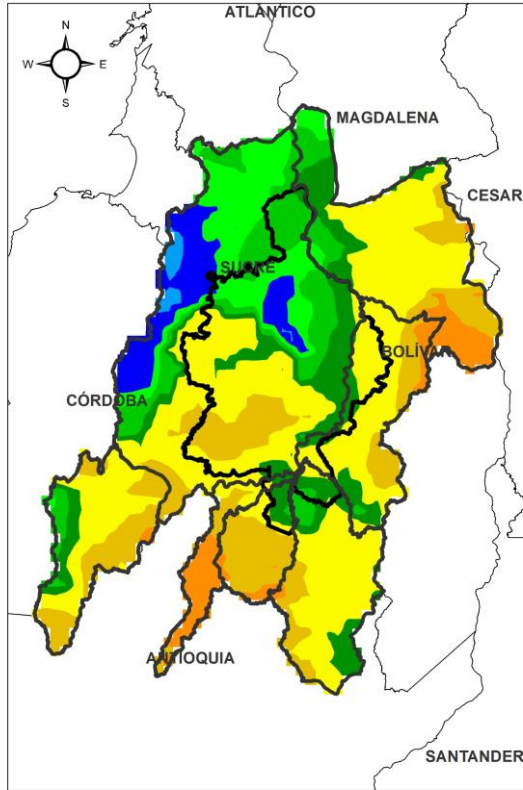 ATLÁNTICO
N
W E
S
MAGDALENA
CESAR
SUCRE
BOLÍVAR
CÓRDOBA
ANTIOQUIA
SANTANDER